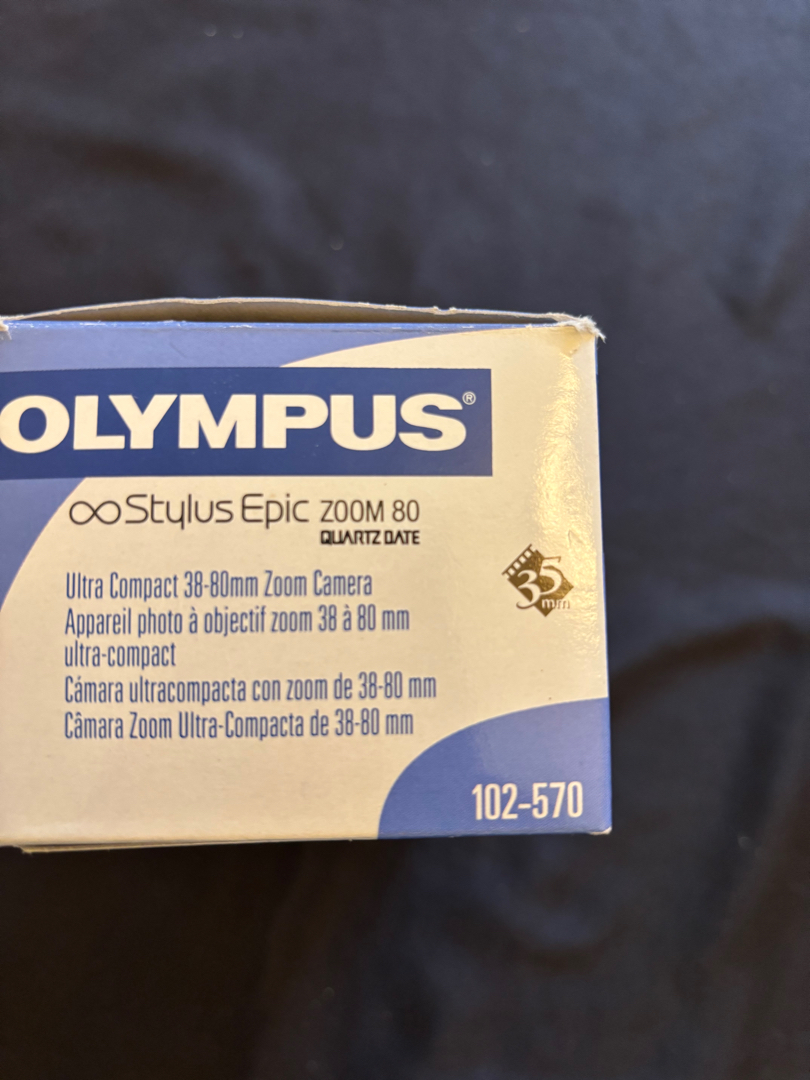 OLYMPUS®
∞ Stylus Epic ZOOM 80
QUARTZ DATE
Ultra Compact 38-80mm Zoom Camera
Appareil photo à objectif zoom 38 à 80 mm
ultra-compact
Cámara ultracompacta con zoom de 38-80 mm
Câmara Zoom Ultra-Compacta de 38-80 mm
35
mm
102-570